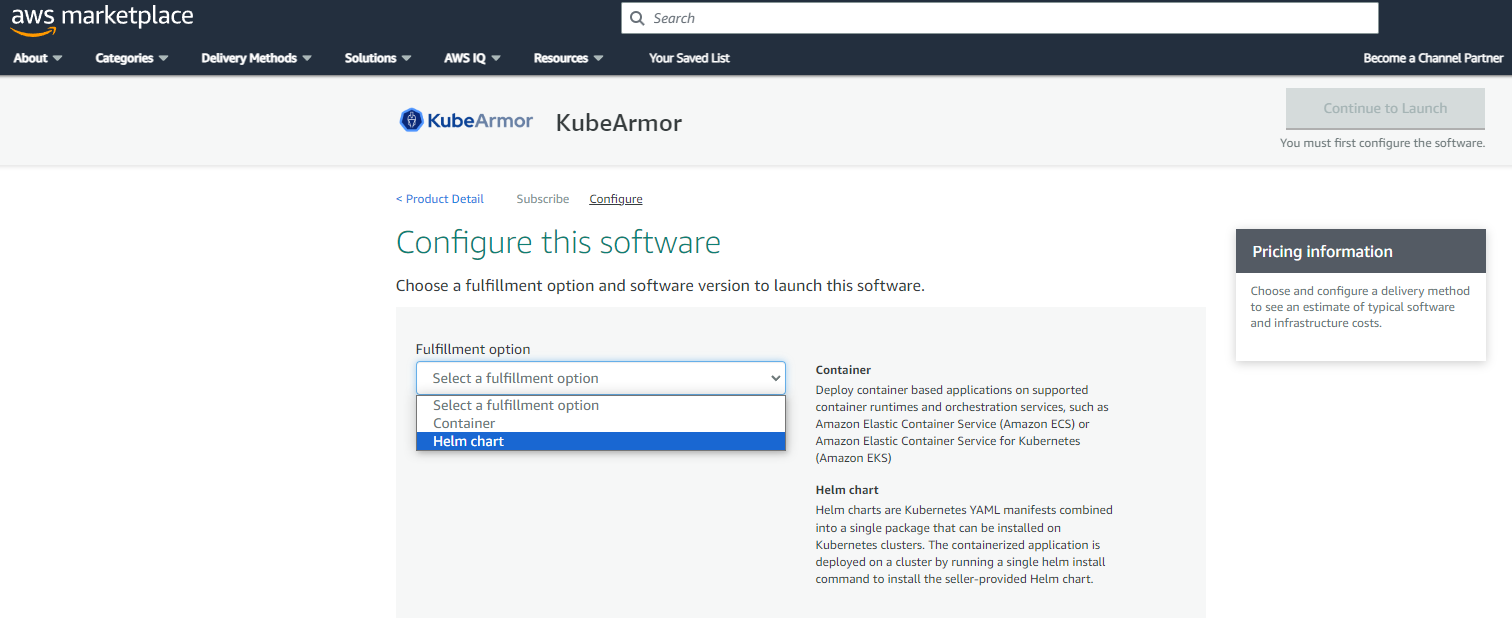 aws marketplace
Search
About
Categories
Delivery Methods
Solutions
AWS IQ
Resources
Your Saved List
Become a Channel Partner
KubeArmor
KubeArmor
Continue to Launch
You must first configure the software.
< Product Detail
Subscribe
Configure
Configure this software
Choose a fulfillment option and software version to launch this software.
Fulfillment option
Select a fulfillment option
Select a fulfillment option
Container
Helm chart
Container
Deploy container based applications on supported
container runtimes and orchestration services, such as
Amazon Elastic Container Service (Amazon ECS) or
Amazon Elastic Container Service for Kubernetes
(Amazon EKS)
Helm chart
Helm charts are Kubernetes YAML manifests combined
into a single package that can be installed on
Kubernetes clusters. The containerized application is
deployed on a cluster by running a single helm install
command to install the seller-provided Helm chart.
Pricing information
Choose and configure a delivery method
to see an estimate of typical software
and infrastructure costs.